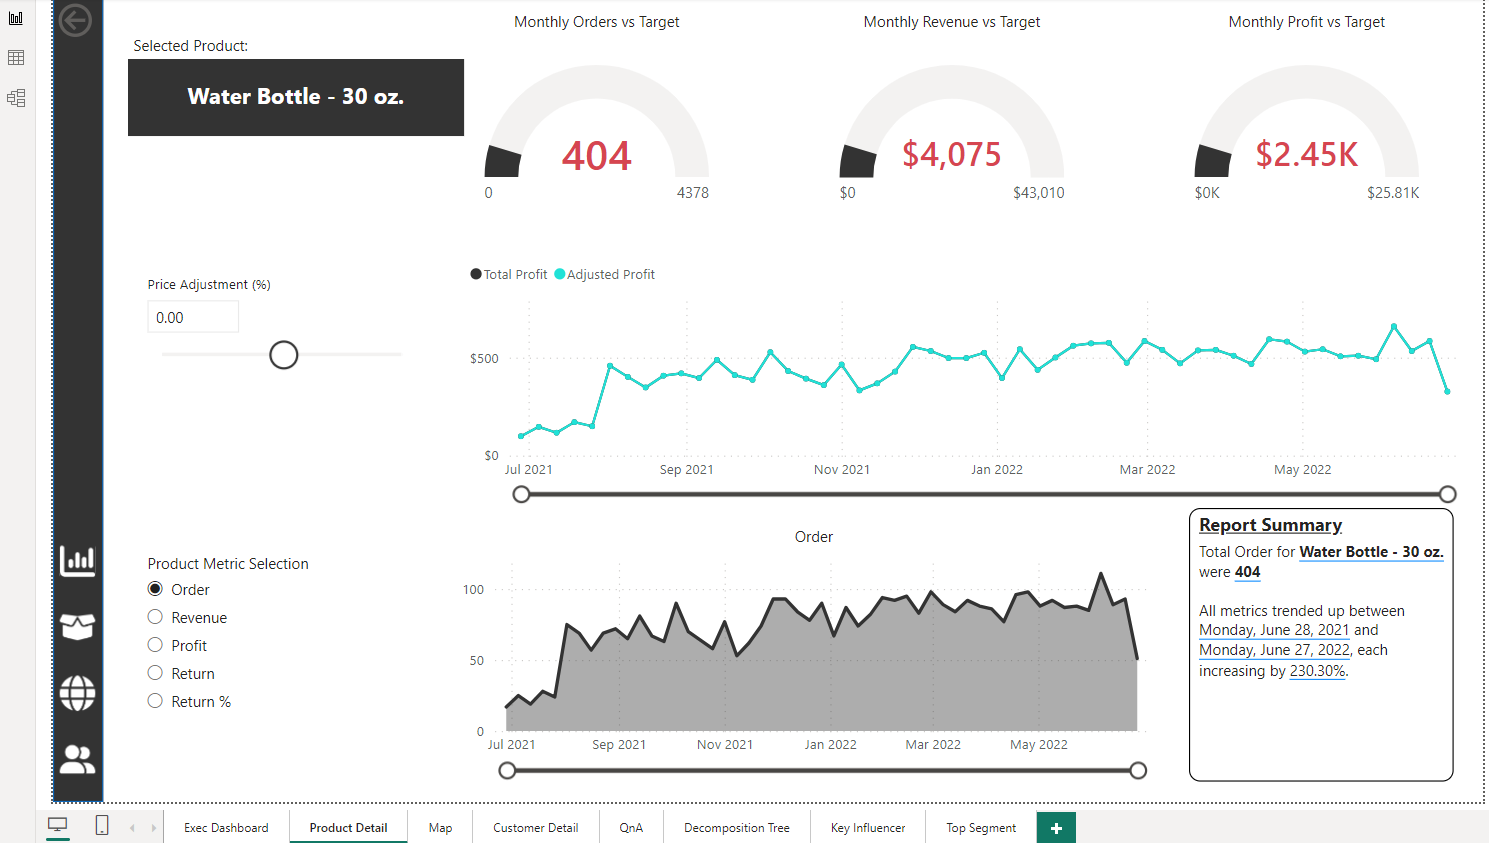 Selected Product:
Water Bottle - 30 oz.
Monthly Orders vs Target
404
0
4378
Monthly Revenue vs Target
$4,075
$0
$43,010
Monthly Profit vs Target
$2.45K
$0K
$25.81K
Price Adjustment (%)
0.00
Total Profit
Adjusted Profit
$500
$0
Jul 2021
Sep 2021
Nov 2021
Jan 2022
Mar 2022
May 2022
Product Metric Selection
Order
Revenue
Profit
Return
Return %
Order
100
50
0
Jul 2021
Sep 2021
Nov 2021
Jan 2022
Mar 2022
May 2022
Report Summary
Total Order for Water Bottle - 30 oz.
were 404
All metrics trended up between
Monday, June 28, 2021 and
Monday, June 27, 2022, each
increasing by 230.30%.
Exec Dashboard
Product Detail
Map
Customer Detail
QnA
Decomposition Tree
Key Influencer
Top Segment